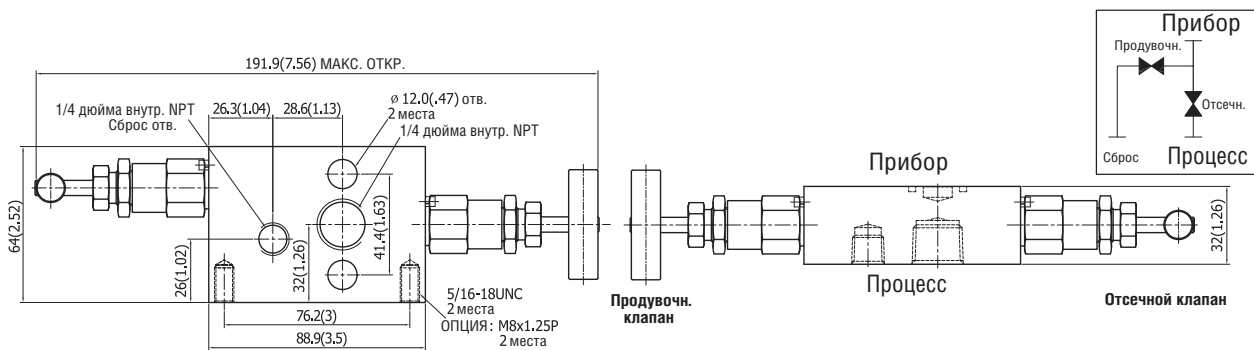 191.9(7.56) МАКС. ОТКР.
1/4 дюйма внутр. NPT
Сброс отв.
26.3(1.04)
28.6(1.13)
ø 12.0(.47) отв.
2 места
1/4 дюйма внутр. NPT
64(2.52)
26(1.02)
32(1.26)
41.4(1.63)
5/16-18UNC
2 места
ОПЦИЯ: M8x1.25P
2 места
76.2(3)
88.9(3.5)
Продувочн.
клапан
Прибор
Процесс
32(1.26)
Отсечной клапан
Прибор
Продувочн.
Отсечн.
Сброс
Процесс